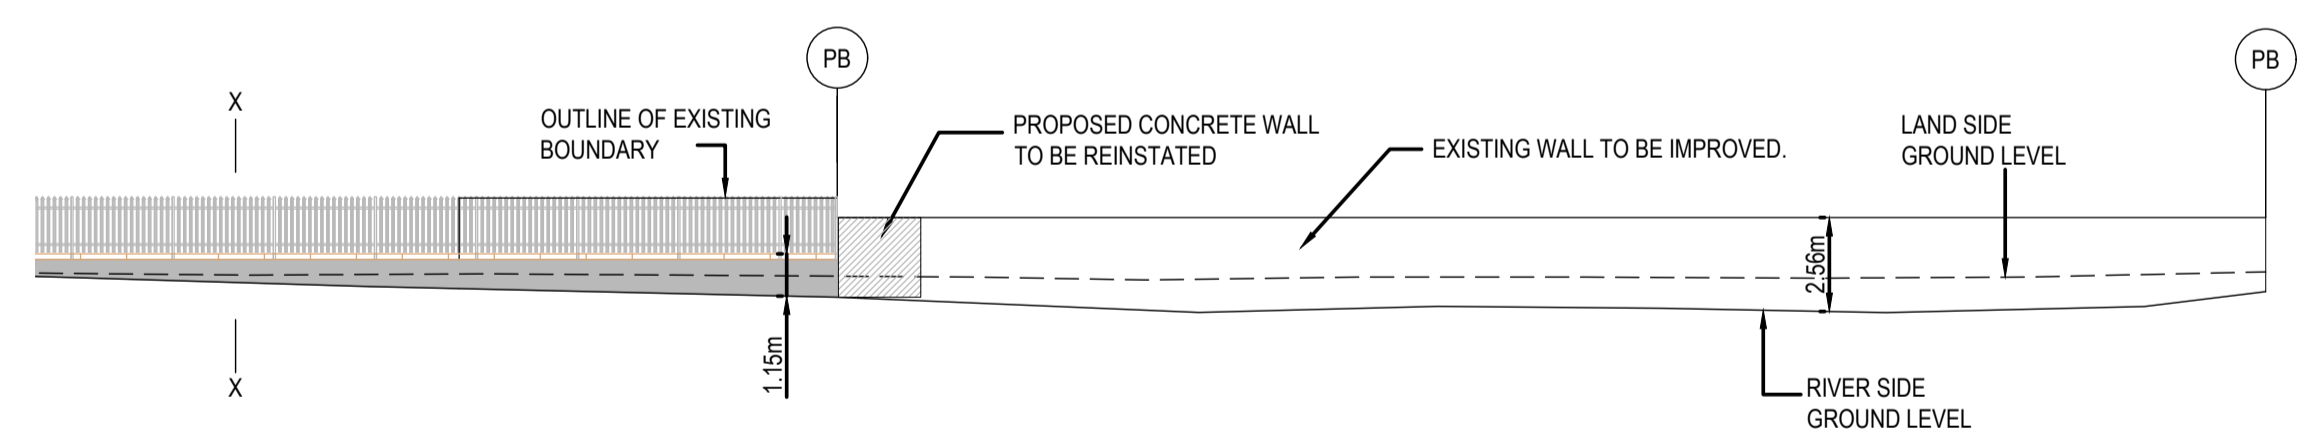 PB
PB
X
OUTLINE OF EXISTING
BOUNDARY
PROPOSED CONCRETE WALL
TO BE REINSTATED
EXISTING WALL TO BE IMPROVED.
LAND SIDE
GROUND LEVEL
2.56m
1.15m
X
RIVER SIDE
GROUND LEVEL